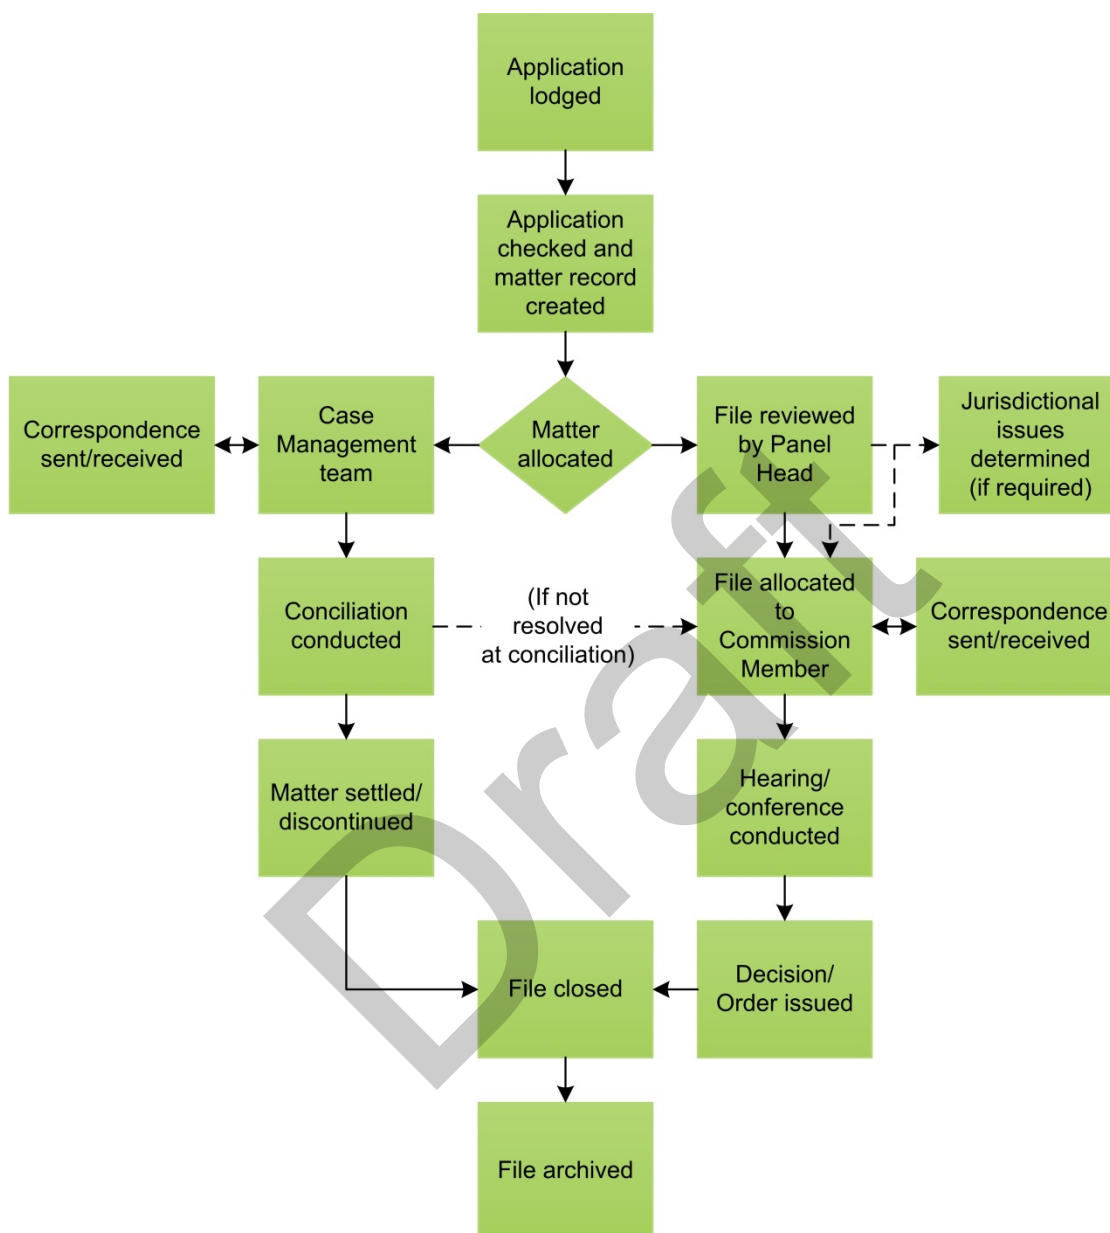 Application
lodged
Application
checked and
matter record
created
Correspondence
sent/received
Case
Management
team
Matter
allocated
File reviewed
by Panel
Head
Jurisdictional
issues
determined
(if required)
Conciliation
conducted
(If not
resolved
at conciliation)
File allocated
to
Commission
Member
Correspondence
sent/received
Matter settled/
discontinued
Hearing/
conference
conducted
File closed
Decision/
Order issued
File archived
Draft